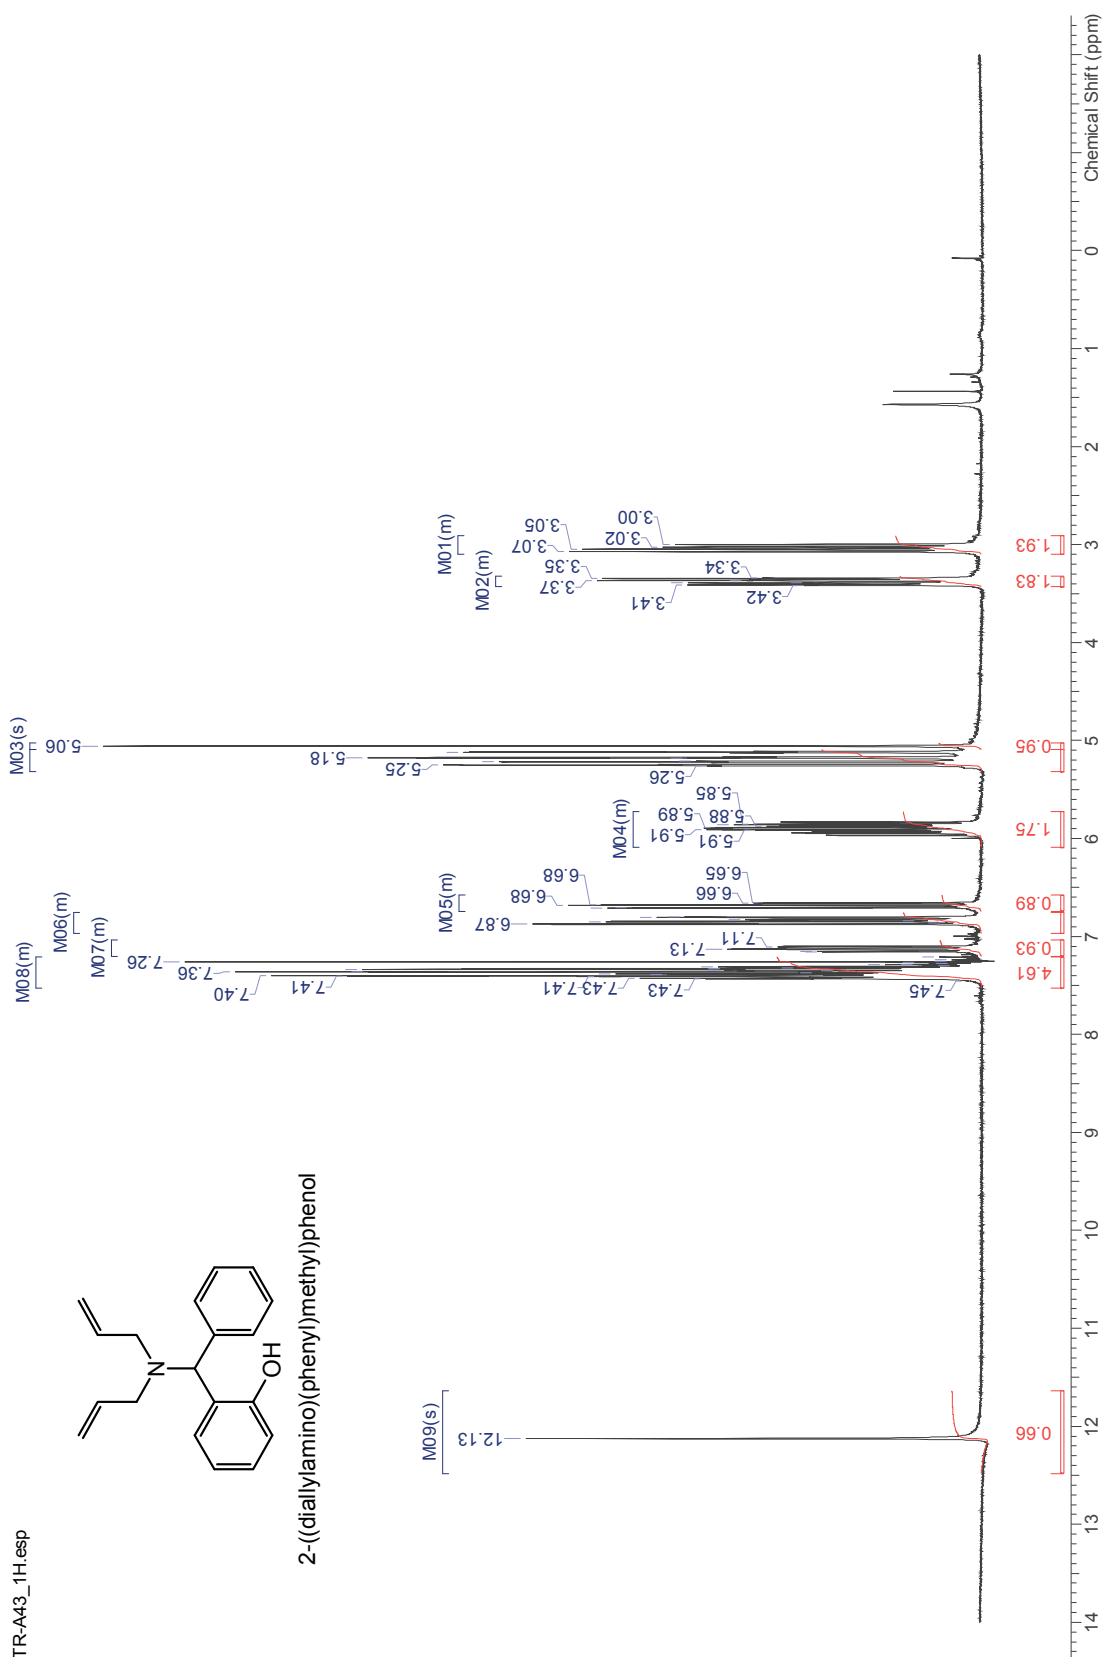 TR-A43_1H.esp
N
OH
2-((diallylamino)(phenyl)methyl)phenol
M09(s)
12.13
M08(m)
M07(m)
M06(m)
M05(m)
M04(m)
M03(s)
M02(m)
M01(m)
7.45
7.43
7.43
7.41
7.41
7.40
7.36
7.26
7.13
7.11
6.87
6.68
6.68
6.66
6.65
5.91
5.91
5.89
5.88
5.85
5.26
5.25
5.18
5.06
3.42
3.41
3.37
3.35
3.34
3.07
3.05
3.02
3.00
0.66
4.61
0.93
0.89
1.75
0.95
1.83
1.93
14 13 12 11 10 9 8 7 6 5 4 3 2 1 0
Chemical Shift (ppm)